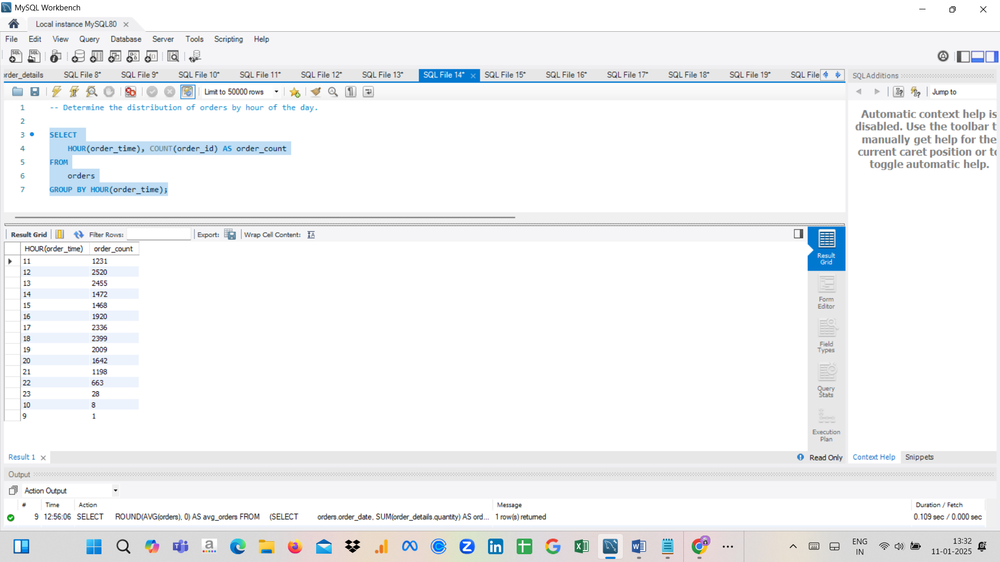 MySQL Workbench
Local instance MySQL80
File Edit View Query Database Server Tools Scripting Help
order_details SQL File 8* SQL File 9* SQL File 10* SQL File 11* SQL File 12* SQL File 13* SQL File 14* SQL File 15* SQL File 16* SQL File 17* SQL File 18* SQL File 19* SQL File
SQLAdditions
Limit to 50000 rows
Jump to
1 -- Determine the distribution of orders by hour of the day.
2
3 SELECT
4 HOUR(order_time), COUNT(order_id) AS order_count
5 FROM
6 orders
7 GROUP BY HOUR(order_time);
Automatic context help is
disabled. Use the toolbar t
manually get help for the
current caret position or to
toggle automatic help.
Result Grid Filter Rows: Export: Wrap Cell Content:
HOUR(order_time) order_count
11 1231
12 2520
13 2455
14 1472
15 1468
16 1920
17 2336
18 2399
19 2009
20 1642
21 1198
22 663
23 28
10 8
9 1
Result
Grid
Form
Editor
Field
Types
Query
Stats
Execution
Plan
Result 1
Read Only
Context Help Snippets
Output
Action Output
# Time Action Message Duration / Fetch
9 12:56:06 SELECT ROUND(AVG(orders), 0) AS avg_orders FROM (SELECT orders.order_date, SUM(order_details.quantity) AS ord... 1 row(s) returned 0.109 sec / 0.000 sec
ENG
IN
13:32
11-01-2025